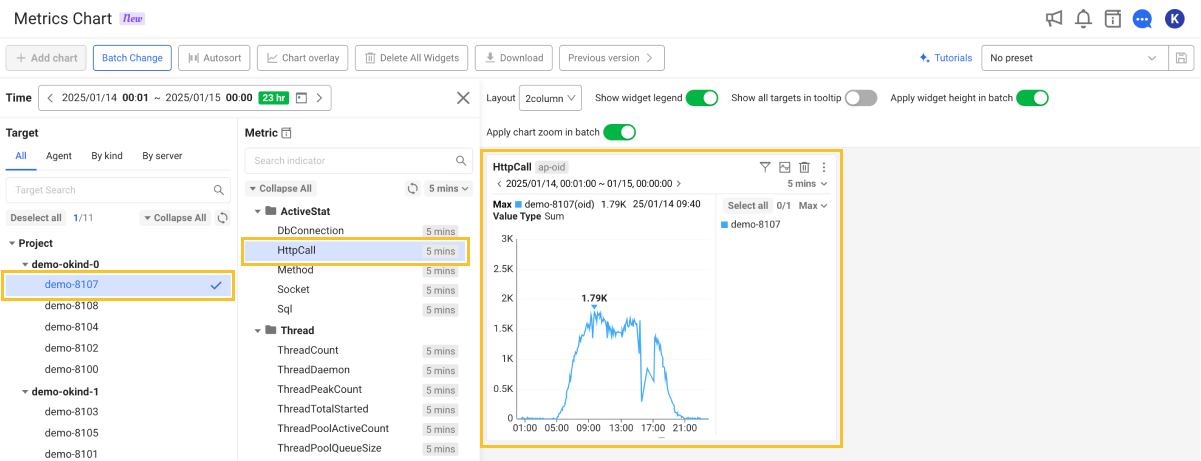 Metrics Chart New
K
+ Add chart Batch Change Autosort Chart overlay Delete All Widgets Download Previous version Tutorials No preset
Time 2025/01/14 00:01 ~ 2025/01/15 00:00 23 hr
Layout 2column Show widget legend Show all targets in tooltip Apply widget height in batch
Apply chart zoom in batch
Target
All Agent By kind By server
Target Search
Deselect all 1/11 Collapse All
Project
demo-okind-0
demo-8107
demo-8108
demo-8104
demo-8102
demo-8100
demo-okind-1
demo-8103
demo-8105
demo-8101
Metric
Search indicator
Collapse All 5 mins
ActiveStat
DbConnection 5 mins
HttpCall 5 mins
Method 5 mins
Socket 5 mins
Sql 5 mins
Thread
ThreadCount 5 mins
ThreadDaemon 5 mins
ThreadPeakCount 5 mins
ThreadTotalStarted 5 mins
ThreadPoolActiveCount 5 mins
ThreadPoolQueueSize 5 mins
HttpCall ap-oid
2025/01/14, 00:01:00 ~ 01/15, 00:00:00 5 mins
Max demo-8107(oid) 1.79K 25/01/14 09:40
Value Type Sum
Select all 0/1 Max
demo-8107
3K
2.5K
2K
1.79K
1.5K
1K
0.5K
0
01:00 05:00 09:00 13:00 17:00 21:00